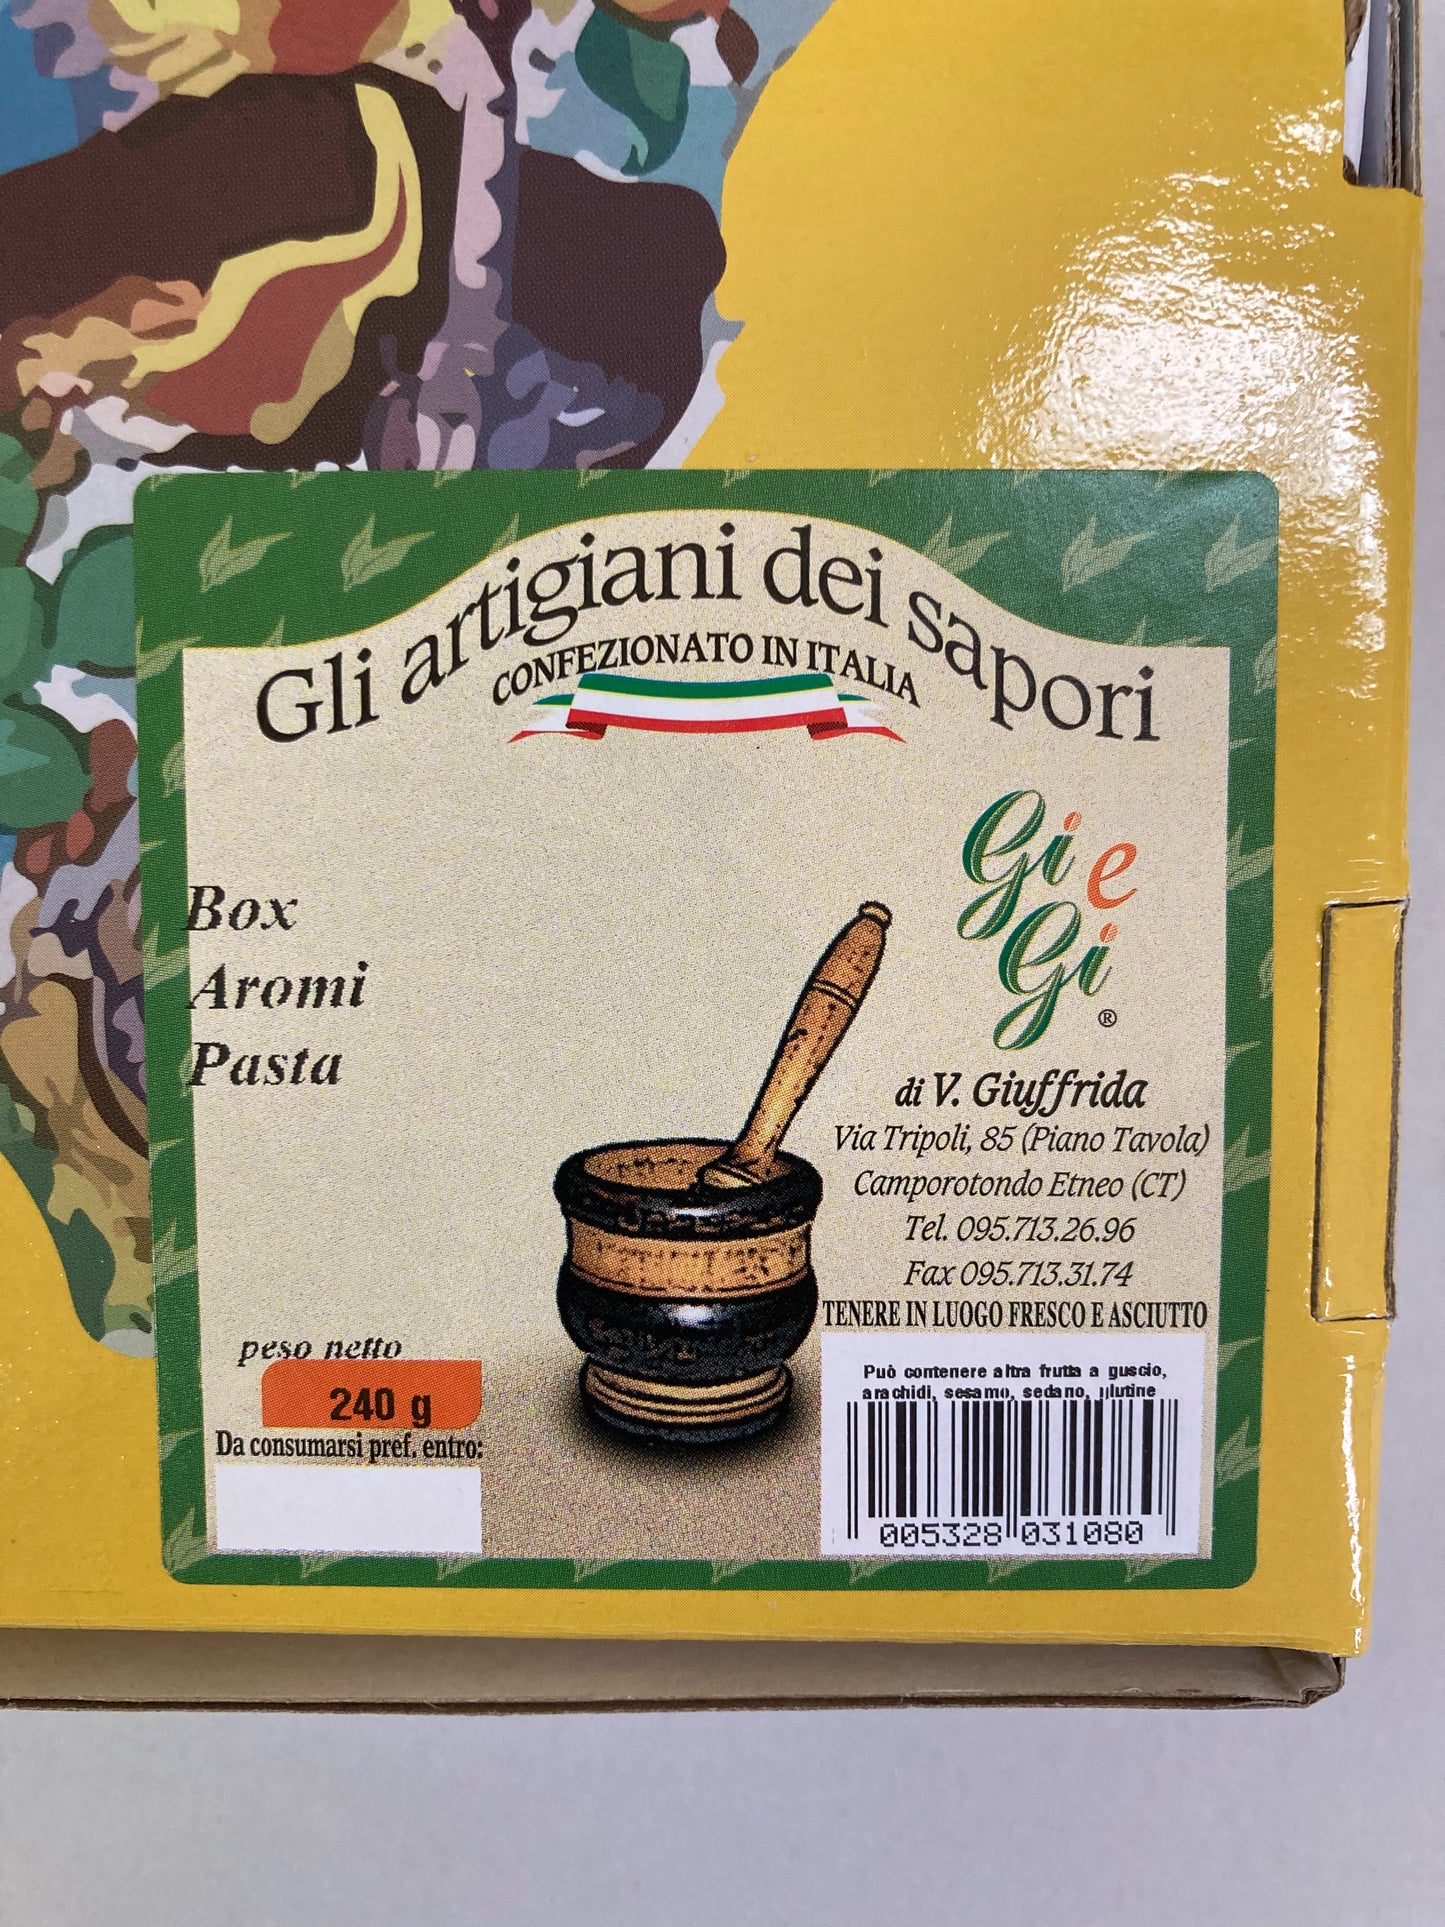 Gli artigiani dei sapori
CONFEZIONATO IN ITALIA
Gi e
Gi
®
Box
Aromi
Pasta
di V. Giuffrida
Via Tripoli, 85 (Piano Tavola)
Camporotondo Etneo (CT)
Tel. 095.713.26.96
Fax 095.713.31.74
TENERE IN LUOGO FRESCO E ASCIUTTO
peso netto
240 g
Da consumarsi pref. entro:
Può contenere altra frutta a guscio,
arachidi, sesamo, sedano, glutine
005328 031080